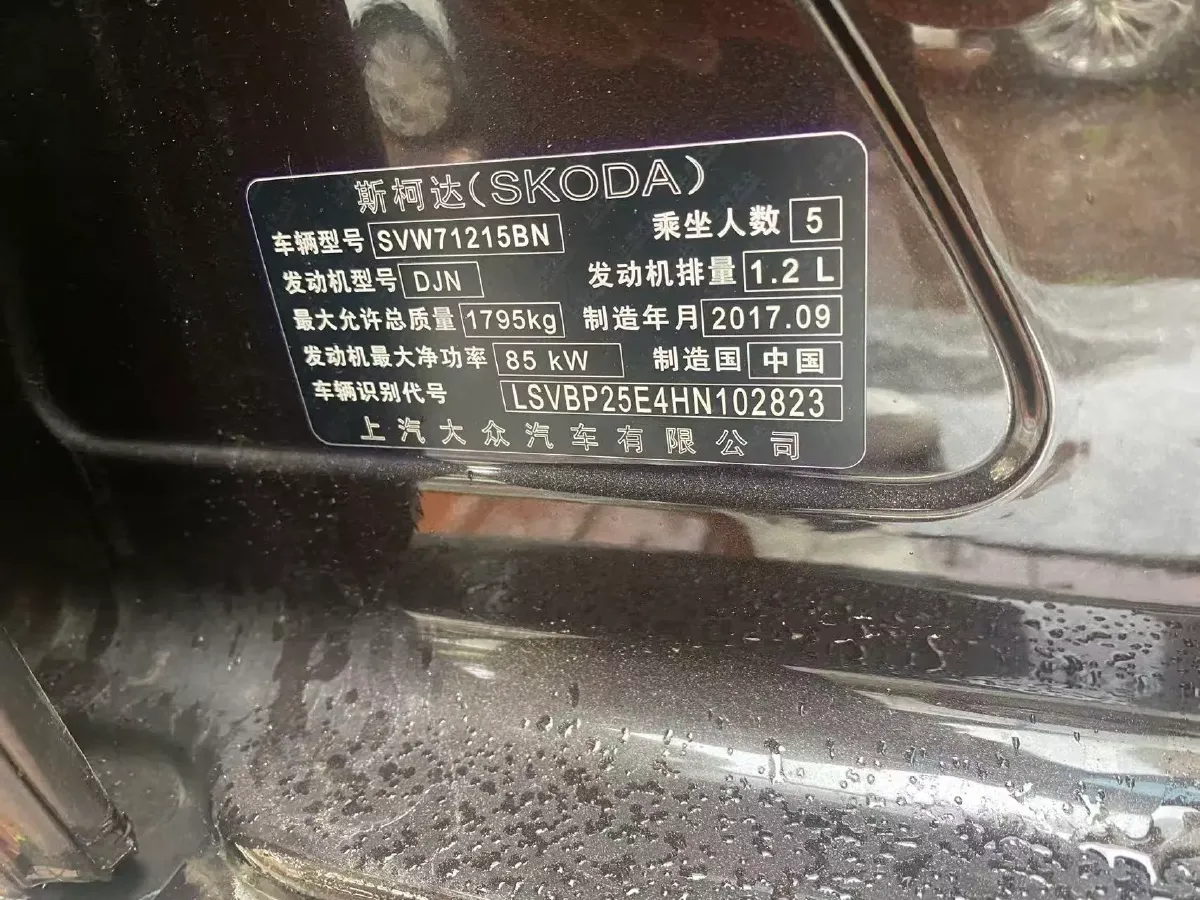 斯柯达(SKODA)
车辆型号 SVW71215BN 乘坐人数 5
发动机型号 DJN 发动机排量 1.2 L
最大允许总质量 1795kg 制造年月 2017.09
发动机最大净功率 85 kW 制造国 中国
车辆识别代号 LSVBP25E4HN102823
上汽大众汽车有限公司